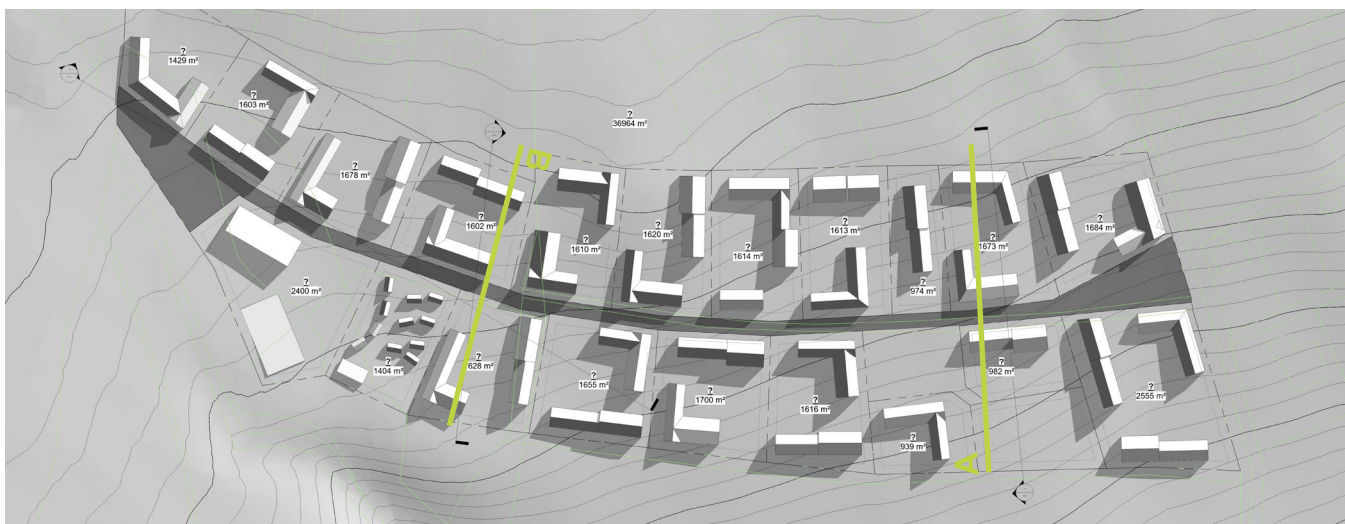 ?
1429 m²
?
1603 m²
?
36964 m²
B
?
1678 m²
?
1602 m²
?
1610 m²
?
1620 m²
?
1614 m²
?
1613 m²
?
974 m²
?
1673 m²
?
1684 m²
?
2400 m²
?
1404 m²
?
628 m²
?
1655 m²
?
1700 m²
?
1616 m²
?
939 m²
?
982 m²
?
2555 m²
A